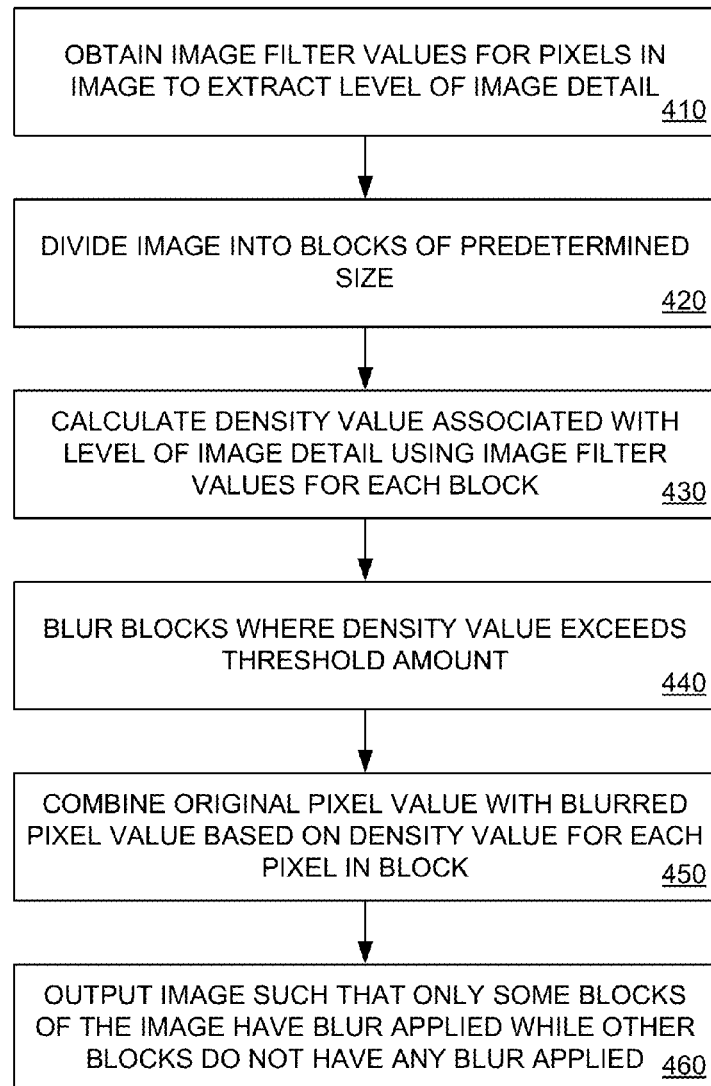 OBTAIN IMAGE FILTER VALUES FOR PIXELS IN
IMAGE TO EXTRACT LEVEL OF IMAGE DETAIL
410
DIVIDE IMAGE INTO BLOCKS OF PREDETERMINED
SIZE
420
CALCULATE DENSITY VALUE ASSOCIATED WITH
LEVEL OF IMAGE DETAIL USING IMAGE FILTER
VALUES FOR EACH BLOCK
430
BLUR BLOCKS WHERE DENSITY VALUE EXCEEDS
THRESHOLD AMOUNT
440
COMBINE ORIGINAL PIXEL VALUE WITH BLURRED
PIXEL VALUE BASED ON DENSITY VALUE FOR EACH
PIXEL IN BLOCK
450
OUTPUT IMAGE SUCH THAT ONLY SOME BLOCKS
OF THE IMAGE HAVE BLUR APPLIED WHILE OTHER
BLOCKS DO NOT HAVE ANY BLUR APPLIED
460